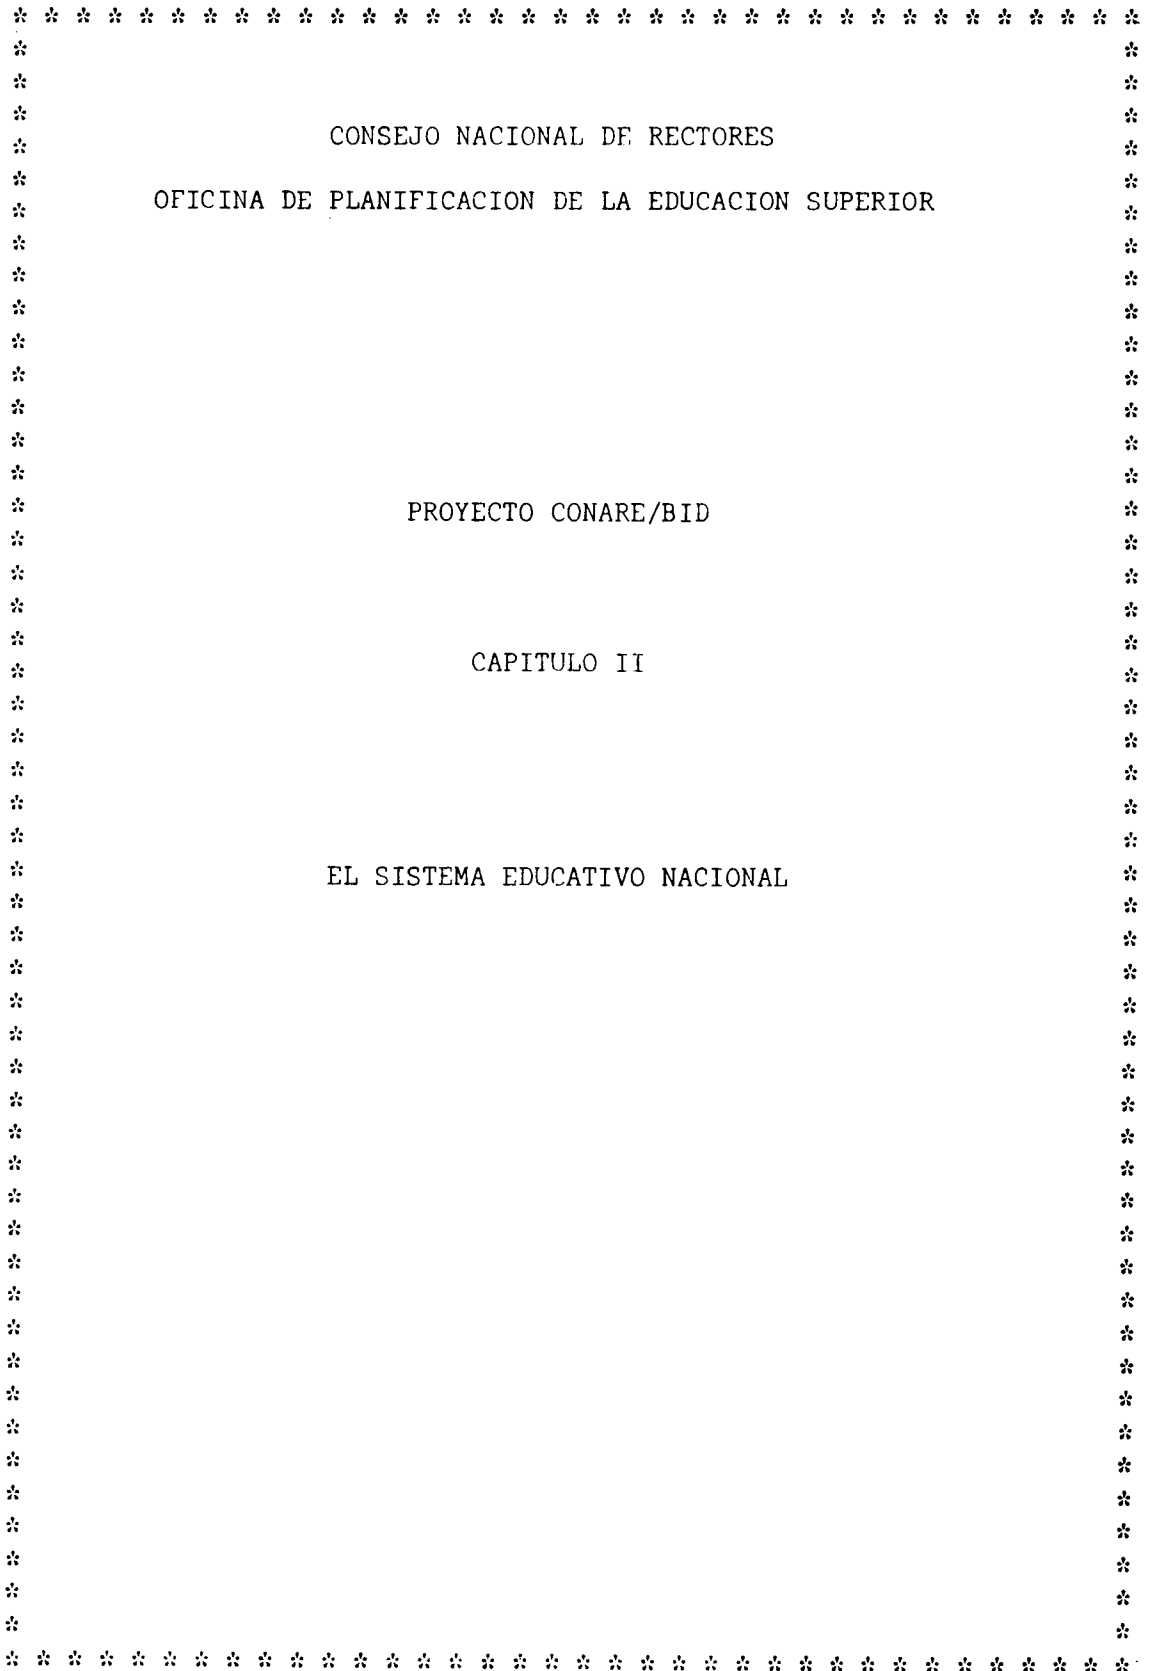 CONSEJO NACIONAL DE RECTORES
OFICINA DE PLANIFICACION DE LA EDUCACION SUPERIOR
PROYECTO CONARE/BID
CAPITULO II
EL SISTEMA EDUCATIVO NACIONAL